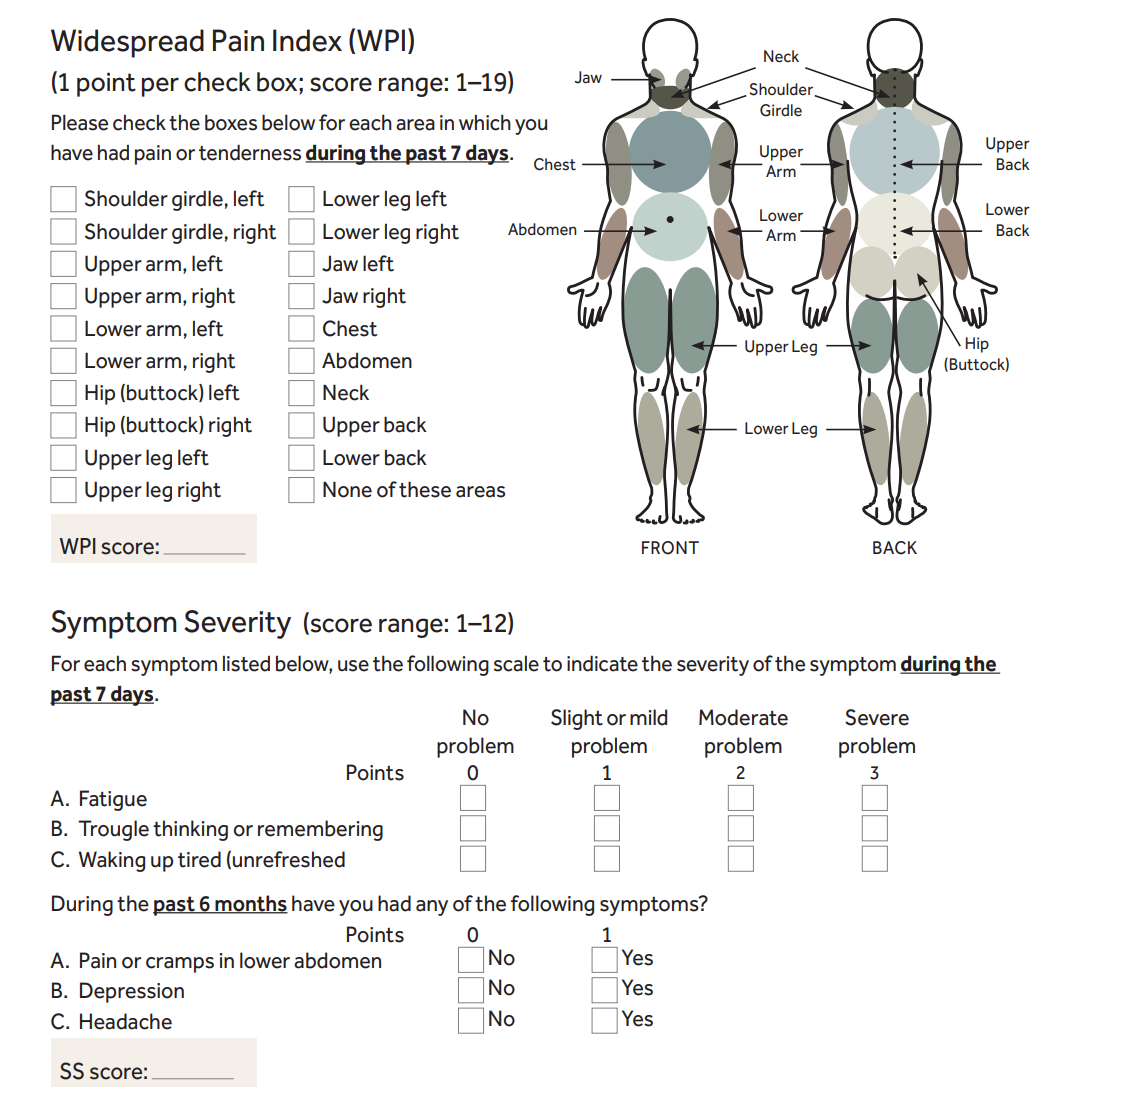 Widespread Pain Index (WPI)
(1 point per check box; score range: 1–19)
Please check the boxes below for each area in which you
have had pain or tenderness during the past 7 days.
Shoulder girdle, left
Shoulder girdle, right
Upper arm, left
Upper arm, right
Lower arm, left
Lower arm, right
Hip (buttock) left
Hip (buttock) right
Upper leg left
Upper leg right
Lower leg left
Lower leg right
Jaw left
Jaw right
Chest
Abdomen
Neck
Upper back
Lower back
None of these areas
WPI score:
Jaw
Neck
Shoulder
Girdle
Chest
Upper
Arm
Upper
Back
Abdomen
Lower
Arm
Lower
Back
Upper Leg
Hip
(Buttock)
Lower Leg
FRONT
BACK
Symptom Severity (score range: 1–12)
For each symptom listed below, use the following scale to indicate the severity of the symptom during the
past 7 days.
No Slight or mild Moderate Severe
problem problem problem problem
Points 0 1 2 3
A. Fatigue
B. Trougle thinking or remembering
C. Waking up tired (unrefreshed
During the past 6 months have you had any of the following symptoms?
Points 0 1
A. Pain or cramps in lower abdomen No Yes
B. Depression No Yes
C. Headache No Yes
SS score: